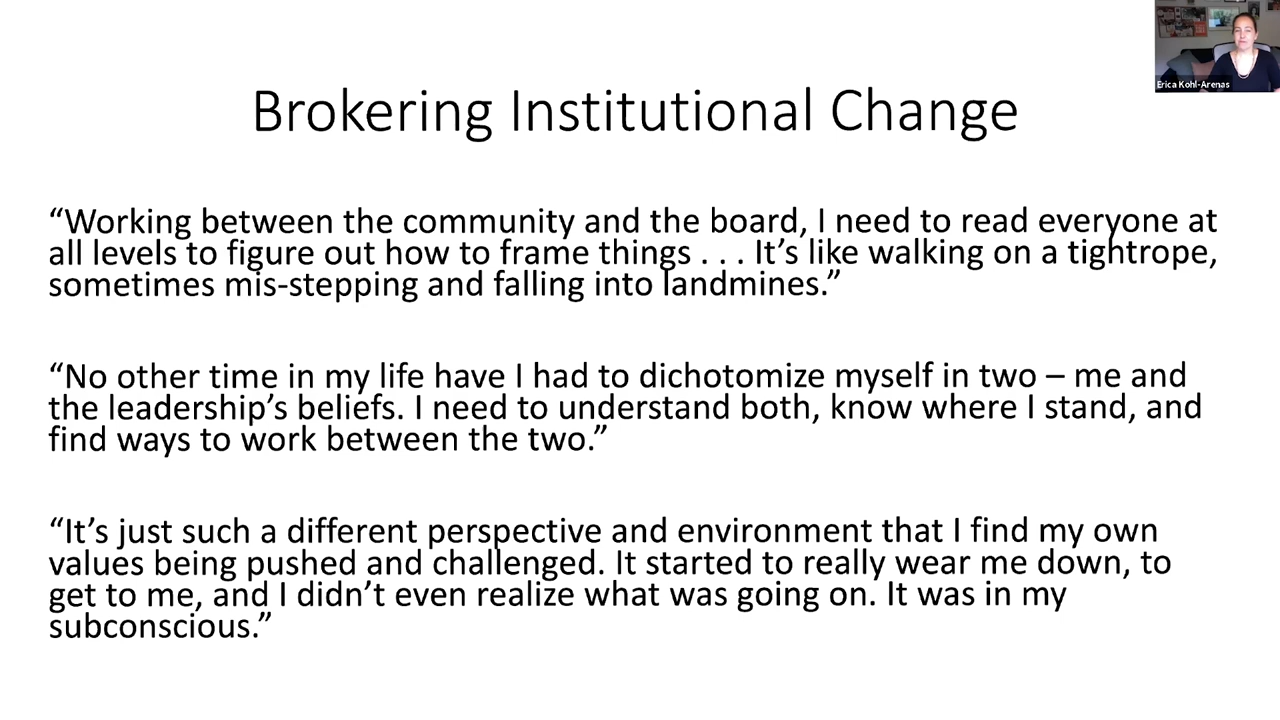 Erica Kohl-Arenas
Brokering Institutional Change
“Working between the community and the board, I need to read everyone at
all levels to figure out how to frame things . . . It’s like walking on a tightrope,
sometimes mis-stepping and falling into landmines.”
“No other time in my life have I had to dichotomize myself in two – me and
the leadership’s beliefs. I need to understand both, know where I stand, and
find ways to work between the two.”
“It’s just such a different perspective and environment that I find my own
values being pushed and challenged. It started to really wear me down, to
get to me, and I didn’t even realize what was going on. It was in my
subconscious.”